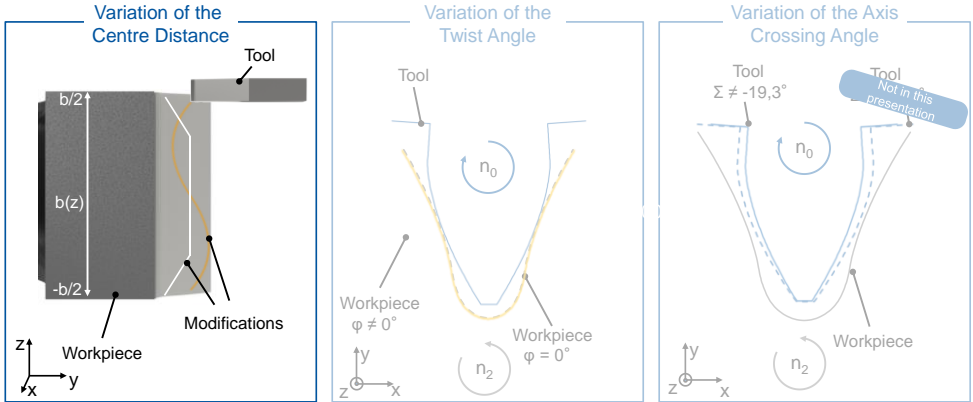 Variation of the
Centre Distance
Tool
b/2
b(z)
-b/2
Modifications
Workpiece
z
y
x
Variation of the
Twist Angle
Tool
n0
Workpiece
φ ≠ 0°
Workpiece
φ = 0°
n2
y
z
x
Variation of the Axis
Crossing Angle
Tool
Σ ≠ -19,3°
Tool
Not in this
presentation
n0
Workpiece
n2
y
z
x